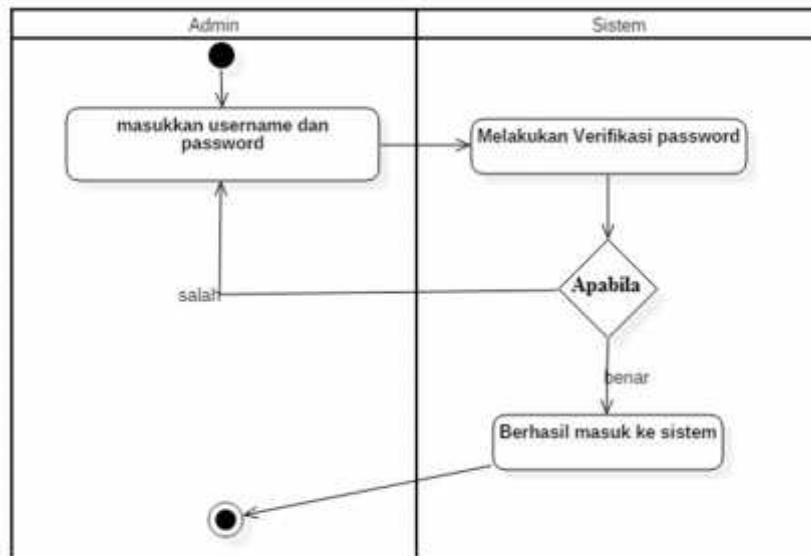 Admin
Sistem
masukkan username dan
password
Melakukan Verifikasi password
Apabila
salah
benar
Berhasil masuk ke sistem